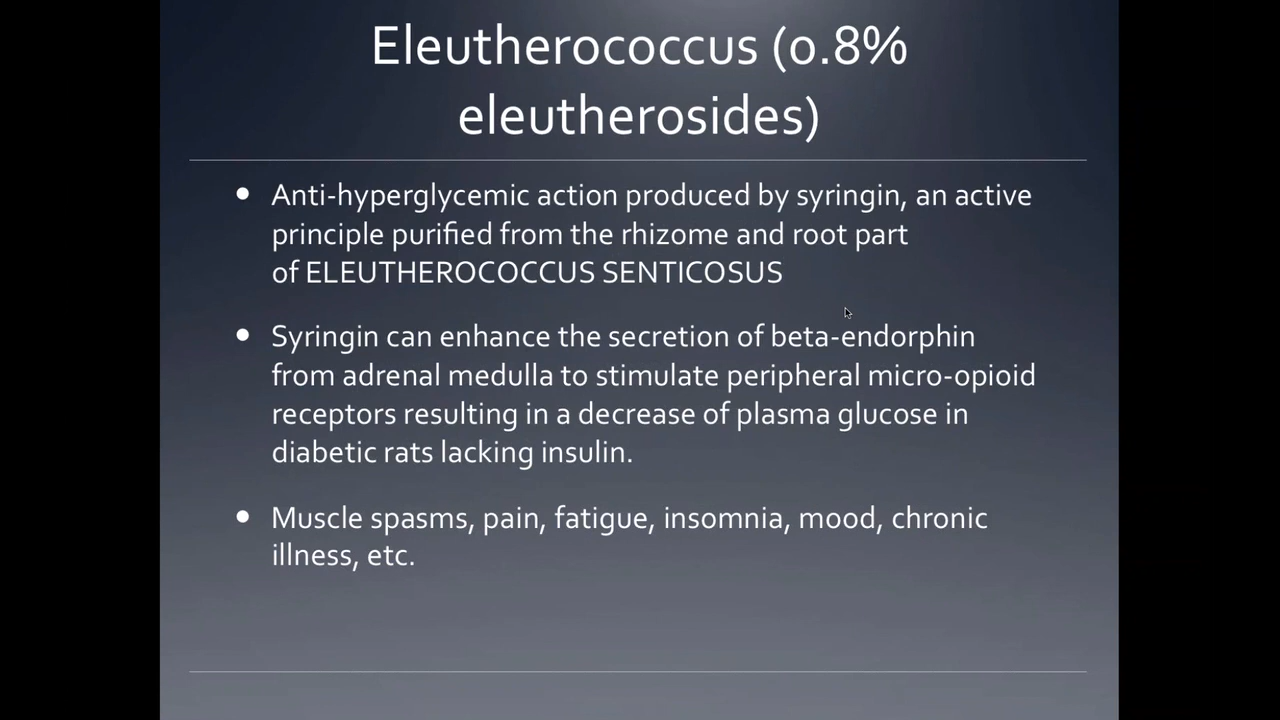 Eleutherococcus (0.8%
eleutherosides)
• Anti-hyperglycemic action produced by syringin, an active
principle purified from the rhizome and root part
of ELEUTHEROCOCCUS SENTICOSUS
• Syringin can enhance the secretion of beta-endorphin
from adrenal medulla to stimulate peripheral micro-opioid
receptors resulting in a decrease of plasma glucose in
diabetic rats lacking insulin.
• Muscle spasms, pain, fatigue, insomnia, mood, chronic
illness, etc.